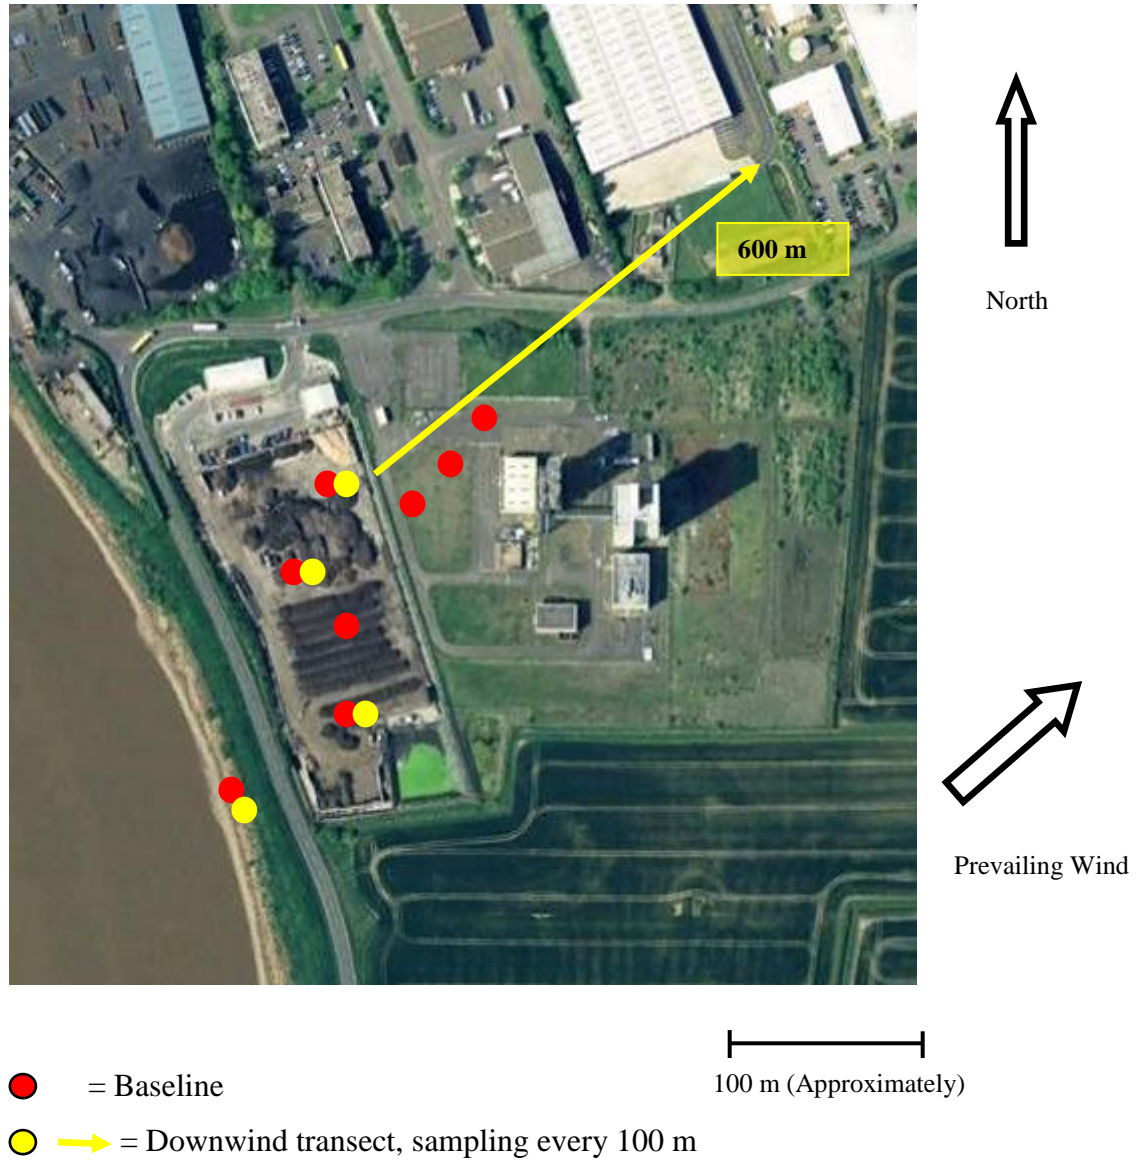 600 m
North
Prevailing Wind
100 m (Approximately)
= Baseline
= Downwind transect, sampling every 100 m